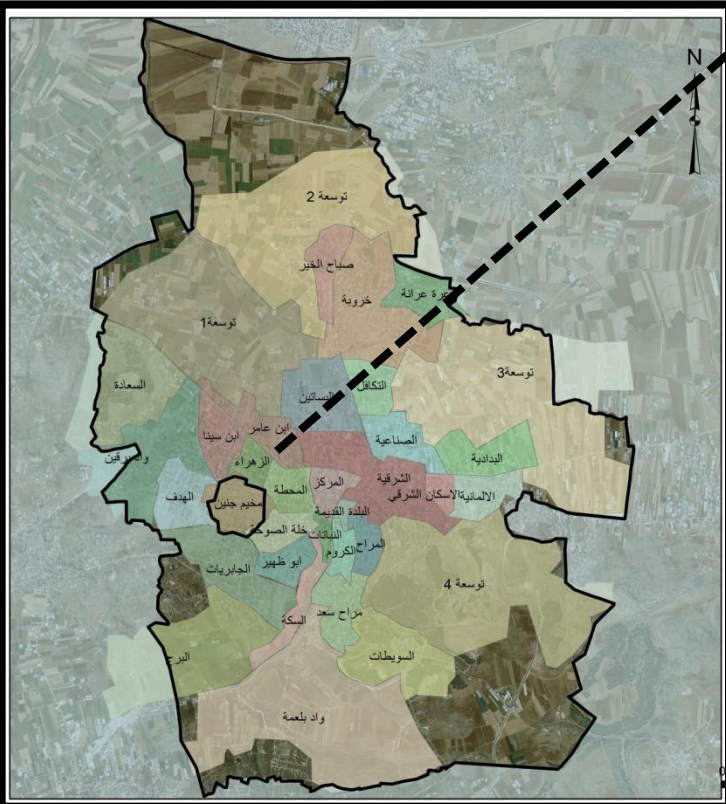 N
توسعة 2
صباح الخير
خروبة
توسعة1
توسعة3
السعادة
التكافل
البساتين
ابن عامر
ابن سينا
الصناعية
البدادية
الزهراء
الشرقية
الهدف
مخيم جنين
المحطة
المركز
الاسكان الشرقي
الالمانية
البلدة القديمة
خلة الصوحة
النباتات
الكروم
المراح
ابو ظهير
الجابريات
توسعة 4
السكة
مراح سعد
السويطات
البرج
واد بلعمة
0